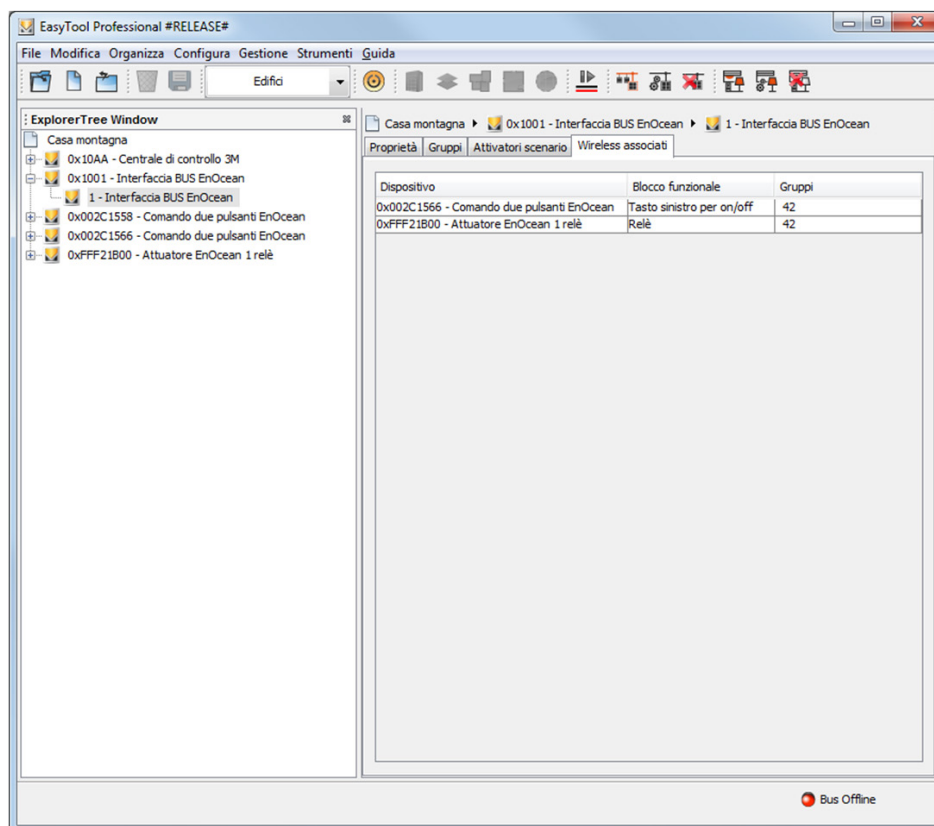 EasyTool Professional #RELEASE#
File Modifica Organizza Configura Gestione Strumenti Guida
Edifici
ExplorerTree Window
Casa montagna
0x10AA - Centrale di controllo 3M
0x1001 - Interfaccia BUS EnOcean
1 - Interfaccia BUS EnOcean
0x002C1558 - Comando due pulsanti EnOcean
0x002C1566 - Comando due pulsanti EnOcean
0xFFF21B00 - Attuatore EnOcean 1 relè
Casa montagna 0x1001 - Interfaccia BUS EnOcean 1 - Interfaccia BUS EnOcean
Proprietà Gruppi Attivatori scenario Wireless associati
Dispositivo Blocco funzionale Gruppi
0x002C1566 - Comando due pulsanti EnOcean Tasto sinistro per on/off 42
0xFFF21B00 - Attuatore EnOcean 1 relè Relè 42
Bus Offline